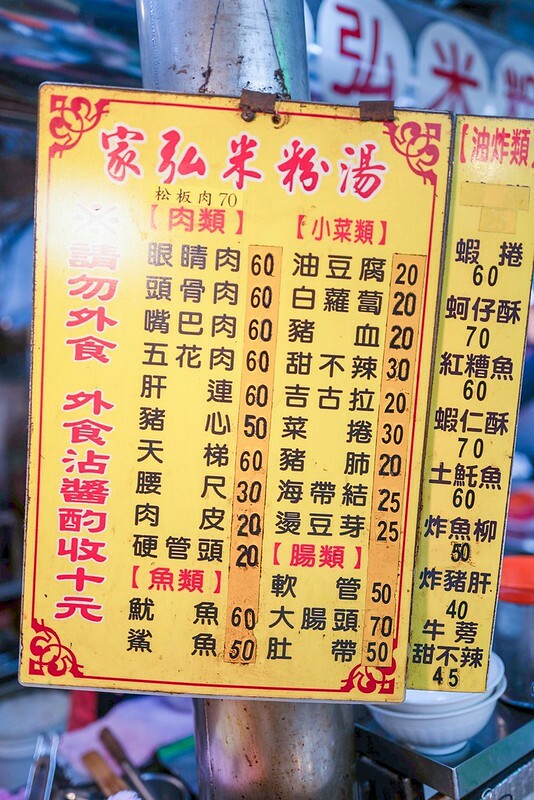 弘米粉
家弘米粉湯
松板肉70
※請勿外食 外食沾醬酌收十元
【肉類】
眼睛肉 60
頭骨肉 60
嘴巴肉 60
五花肉 60
肝連 60
豬心 50
天梯 60
腰尺 30
肉皮 20
硬管頭 20
【魚類】
魷魚 60
鯊魚 50
【小菜類】
油豆腐 20
白蘿蔔 20
豬血 20
甜不辣 30
吉古拉 20
菜捲 30
豬肺 20
海帶結 25
燙豆芽 25
【腸類】
軟管 50
大腸頭 70
肚帶 50
【油炸類】
蝦捲
60
蚵仔酥
70
紅糟魚
60
蝦仁酥
70
土魠魚
60
炸魚柳
50
炸豬肝
40
牛蒡
甜不辣
45